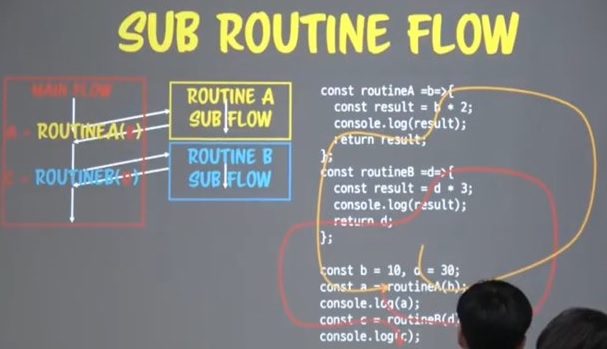 SUB ROUTINE FLOW
MAIN FLOW
A = ROUTINEA(B)
C = ROUTINEB(D)
ROUTINE A
SUB FLOW
ROUTINE B
SUB FLOW
const routineA =b=>{
const result = b * 2;
console.log(result);
return result;
};
const routineB =d=>{
const result = d * 3;
console.log(result);
return d;
};
const b = 10, d = 30;
const a = routineA(b);
console.log(a);
const c = routineB(d)
console.log(c);